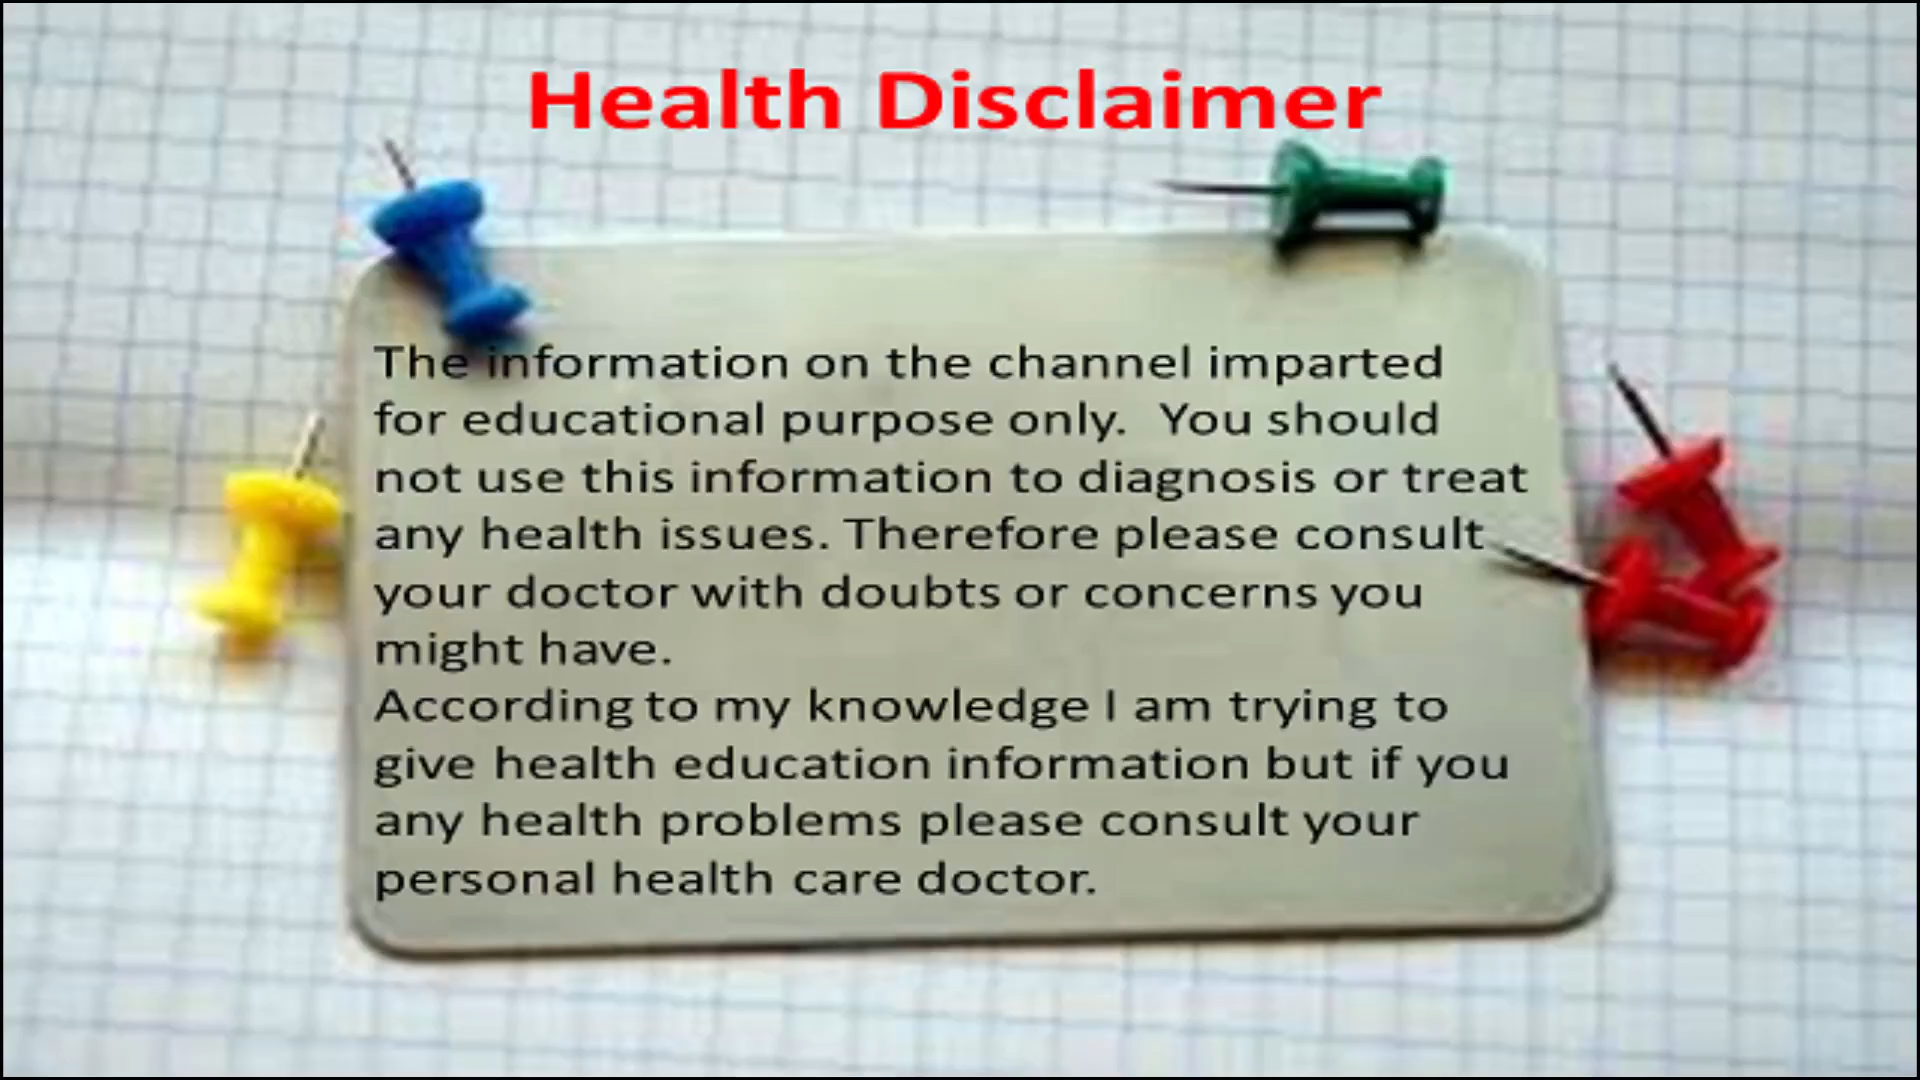 Health Disclaimer
The information on the channel imparted
for educational purpose only.  You should
not use this information to diagnosis or treat
any health issues. Therefore please consult
your doctor with doubts or concerns you
might have.
According to my knowledge I am trying to
give health education information but if you
any health problems please consult your
personal health care doctor.